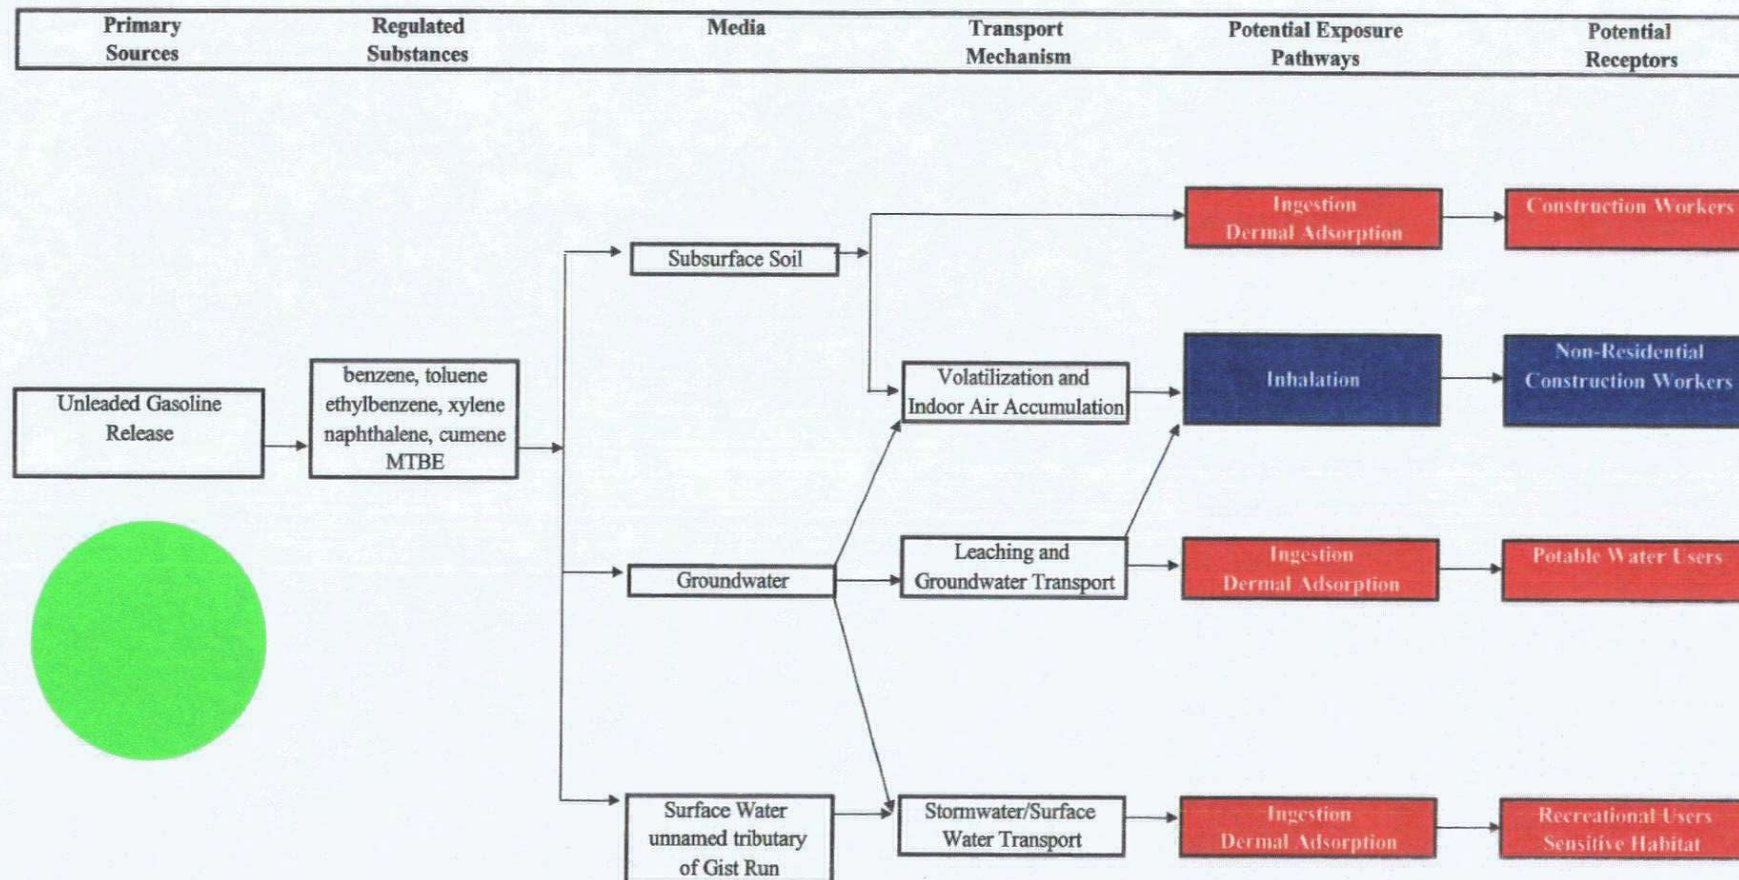 Primary
Sources
Regulated
Substances
Media
Transport
Mechanism
Potential Exposure
Pathways
Potential
Receptors
Ingestion
Dermal Adsorption
Construction Workers
Subsurface Soil
Unleaded Gasoline
Release
benzene, toluene
ethylbenzene, xylene
naphthalene, cumene
MTBE
Volatilization and
Indoor Air Accumulation
Inhalation
Non-Residential
Construction Workers
Groundwater
Leaching and
Groundwater Transport
Ingestion
Dermal Adsorption
Potable Water Users
Surface Water
unnamed tributary
of Gist Run
Stormwater/Surface
Water Transport
Ingestion
Dermal Adsorption
Recreational Users
Sensitive Habitat